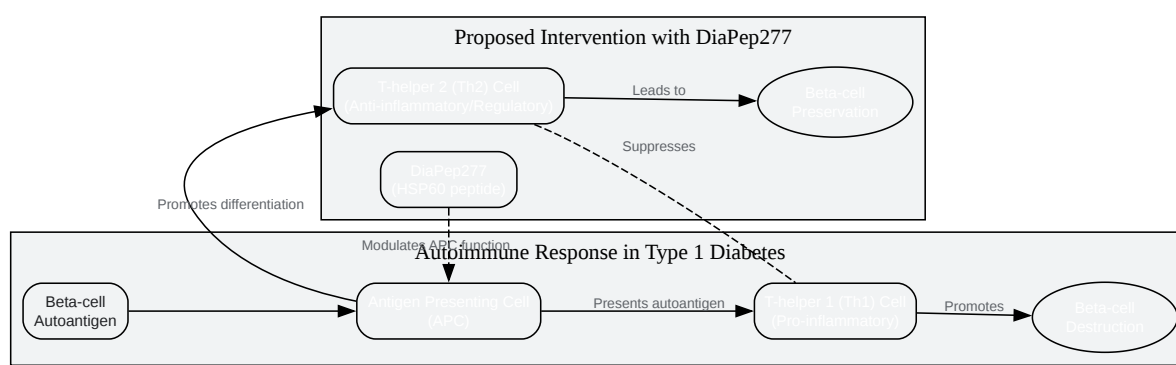 Proposed Intervention with DiaPep277
T-helper 2 (Th2) Cell
(Anti-inflammatory/Regulatory)
Leads to
Beta-cell
Preservation
Suppresses
DiaPep277
(HSP60 peptide)
Promotes differentiation
Modulates APC function
Autoimmune Response in Type 1 Diabetes
Beta-cell
Autoantigen
Antigen Presenting Cell
(APC)
Presents autoantigen
T-helper 1 (Th1) Cell
(Pro-inflammatory)
Promotes
Beta-cell
Destruction